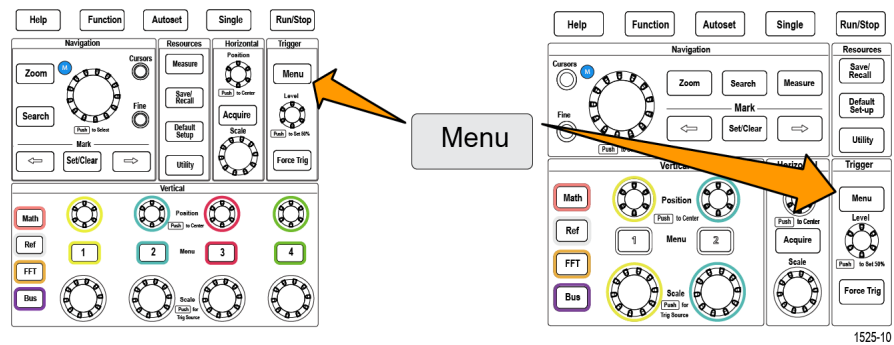 Help Function Autoset Single Run/Stop
Navigation Resources Horizontal Trigger
Zoom
M
Cursors
Fine
Search
Push to Select
Mark
Set/Clear
Measure
Save/
Recall
Default
Setup
Utility
Position
Push to Center
Acquire
Scale
Menu
Level
Push to Set 50%
Force Trig
Vertical
Math
Ref
FFT
Bus
Position
Push to Center
1 2 Menu 3 4
Scale
Push for
Trig Source
Menu
Help Function Autoset Single Run/Stop
Navigation Resources
Cursors
M
Fine
Zoom Search Measure
Mark
Set/Clear
Push
Save/
Recall
Default
Set-up
Utility
Vertical
Trigger
Math
Ref
FFT
Bus
Position
Push to Center
1 Menu 2
Scale
Push for
Trig Source
Push to Center
Acquire
Scale
Menu
Level
Push to Set 50%
Force Trig
1525-10